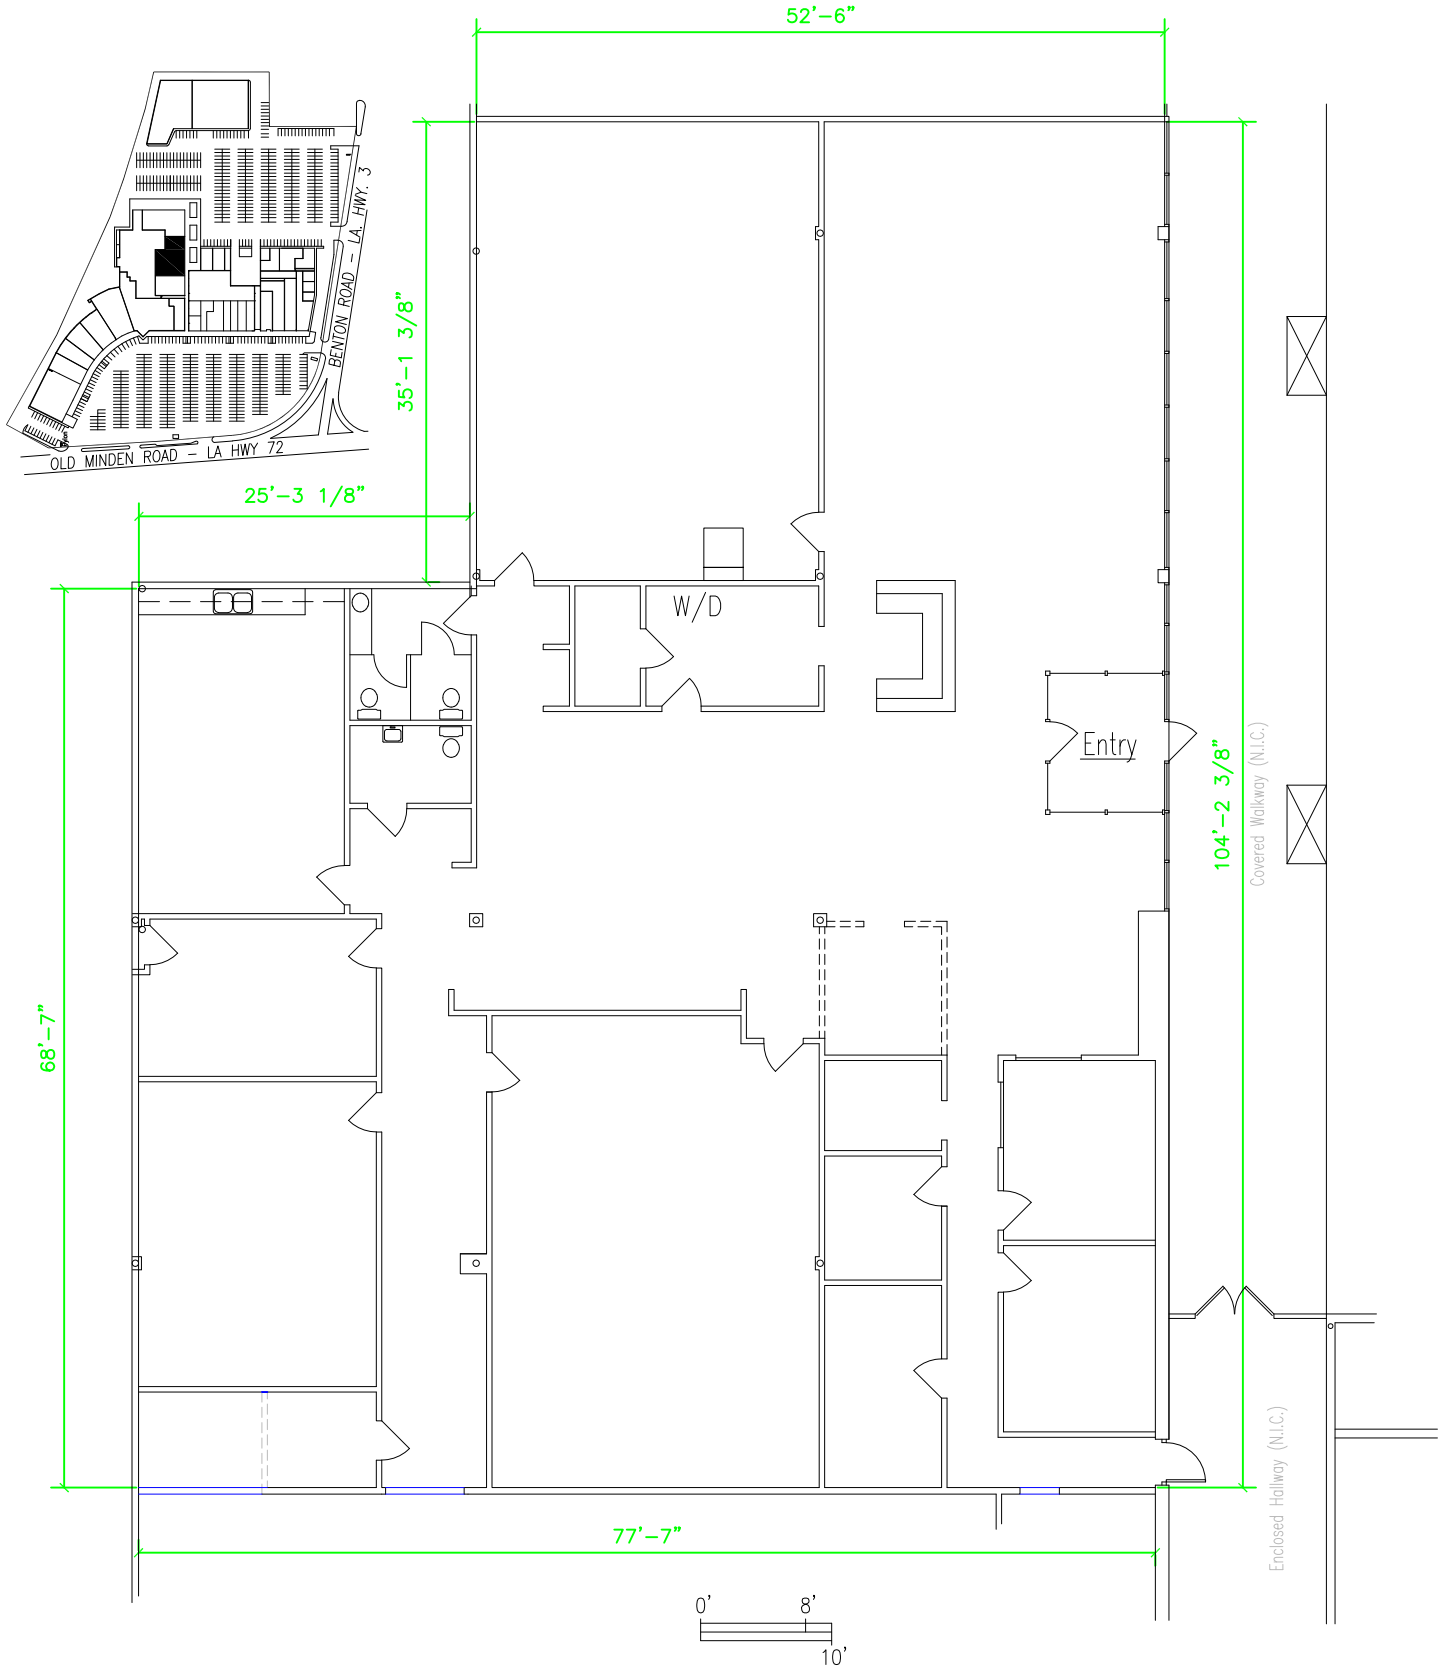 52'-6"
BENTON ROAD - LA. HWY. 3
OLD MINDEN ROAD - LA HWY 72
35'-1 3/8"
25'-3 1/8"
W/D
Entry
104'-2 3/8"
Covered Walkway (N.I.C.)
68'-7"
Enclosed Hallway (N.I.C.)
77'-7"
0' 8'
10'